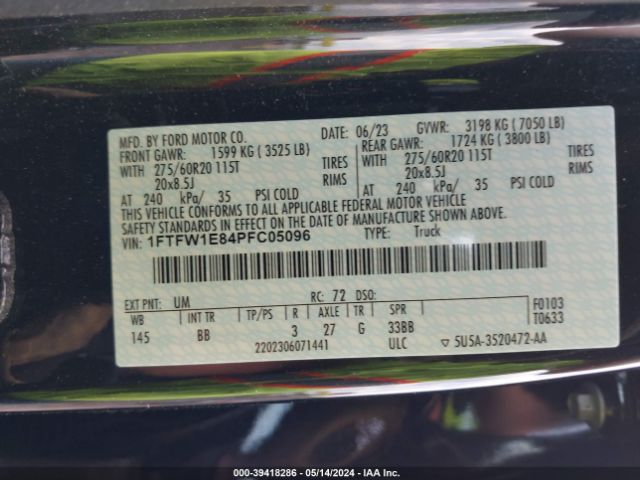 MFD. BY FORD MOTOR CO. DATE: 06/23 GVWR: 3198 KG (7050 LB)
FRONT GAWR: 1599 KG (3525 LB) REAR GAWR: 1724 KG (3800 LB)
WITH 275/60R20 115T TIRES WITH 275/60R20 115T TIRES
20x8.5J RIMS 20x8.5J RIMS
AT 240 kPa/ 35 PSI COLD AT 240 kPa/ 35 PSI COLD
THIS VEHICLE CONFORMS TO ALL APPLICABLE FEDERAL MOTOR VEHICLE
SAFETY STANDARDS IN EFFECT ON THE DATE OF MANUFACTURE SHOWN ABOVE.
VIN: 1FTFW1E84PFC05096 TYPE: Truck
EXT PNT: UM RC: 72 DSO:
WB INT TR TP/PS R AXLE TR SPR F0103
145 BB 3 27 G 33BB T0633
2202306071441 ULC ▽ 5U5A-3520472-AA
000-39418286 - 05/14/2024 - IAA Inc.